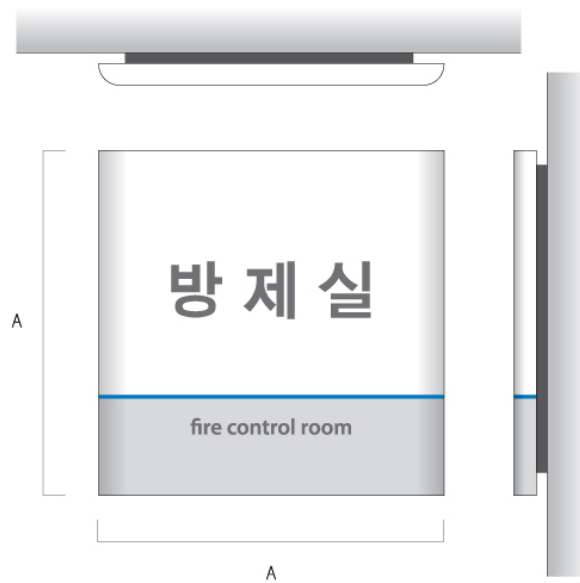 방 제 실
A
fire control room
A